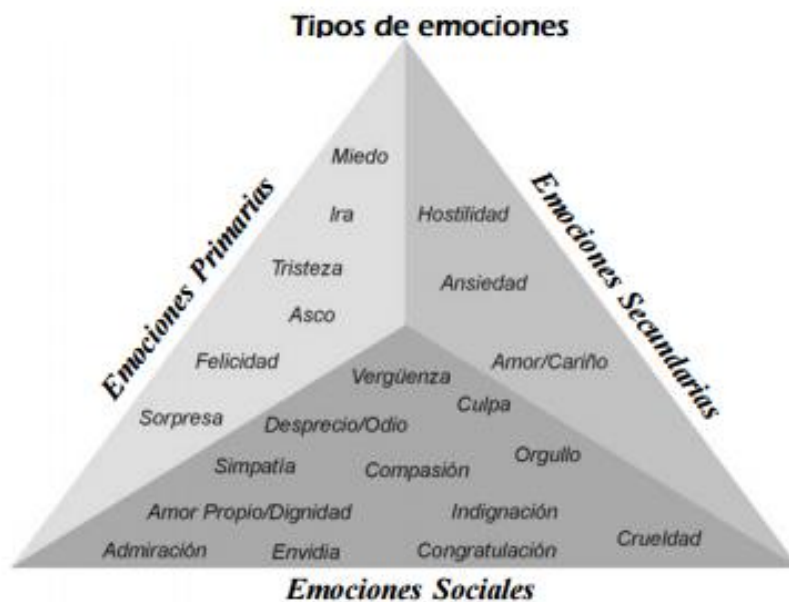 Tipos de emociones
Emociones Primarias
Miedo
Ira
Tristeza
Asco
Felicidad
Sorpresa
Emociones Secundarias
Hostilidad
Ansiedad
Amor/Cariño
Vergüenza
Culpa
Desprecio/Odio
Orgullo
Simpatía
Compasión
Amor Propio/Dignidad
Indignación
Crueldad
Admiración
Envidia
Congratulación
Emociones Sociales